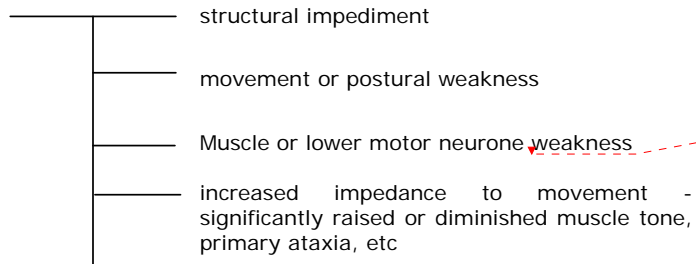 structural impediment
movement or postural weakness
Muscle or lower motor neurone weakness
increased impedance to movement -
significantly raised or diminished muscle tone,
primary ataxia, etc